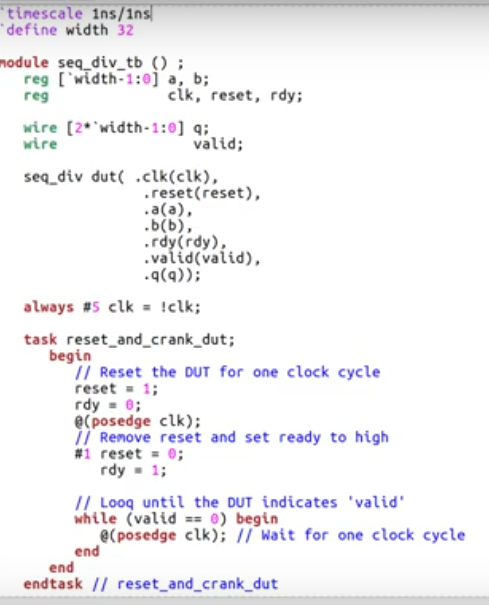 `timescale 1ns/1ns
`define width 32
module seq_div_tb () ;
reg [`width-1:0] a, b;
reg clk, reset, rdy;
wire [2*`width-1:0] q;
wire valid;
seq_div dut( .clk(clk),
.reset(reset),
.a(a),
.b(b),
.rdy(rdy),
.valid(valid),
.q(q));
always #5 clk = !clk;
task reset_and_crank_dut;
begin
// Reset the DUT for one clock cycle
reset = 1;
rdy = 0;
@(posedge clk);
// Remove reset and set ready to high
#1 reset = 0;
rdy = 1;
// Looq until the DUT indicates 'valid'
while (valid == 0) begin
@(posedge clk); // Wait for one clock cycle
end
end
endtask // reset_and_crank_dut